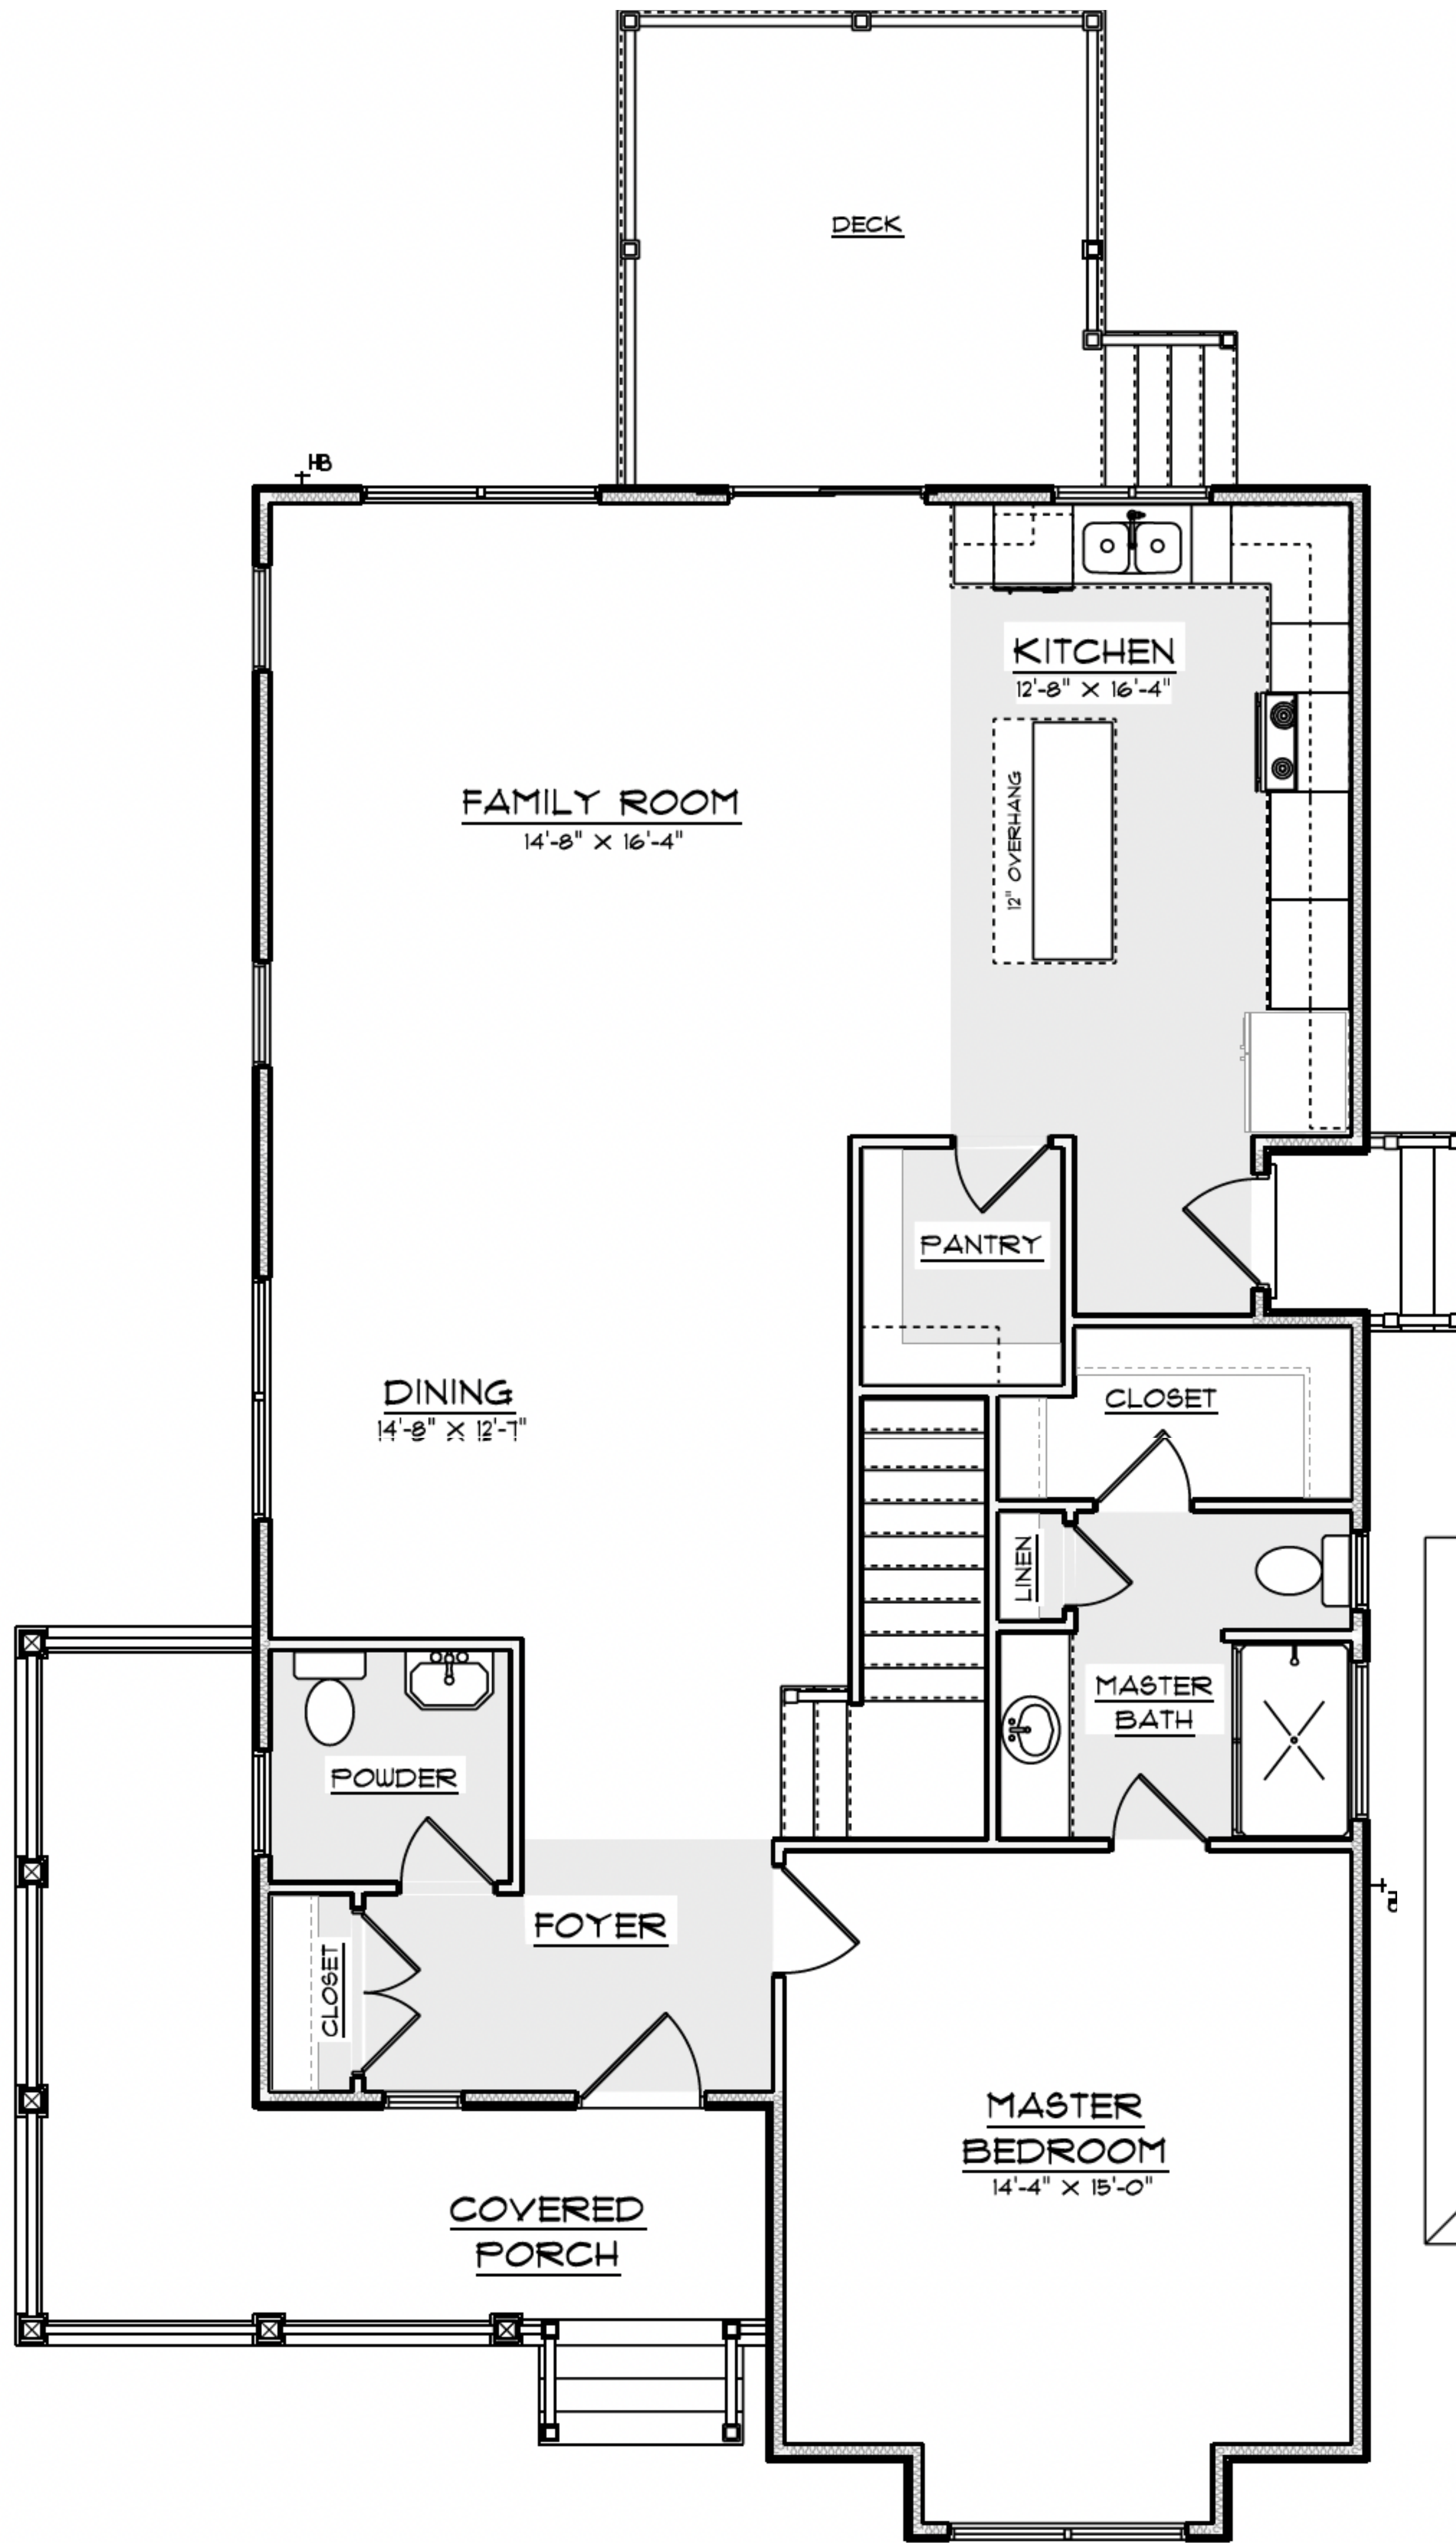 DECK
HB
KITCHEN
12'-8" X 16'-4"
FAMILY ROOM
14'-8" X 16'-4"
12" OVERHANG
PANTRY
DINING
14'-8" X 12'-7"
CLOSET
LINEN
MASTER
BATH
POWDER
FOYER
CLOSET
MASTER
BEDROOM
14'-4" X 15'-0"
COVERED
PORCH